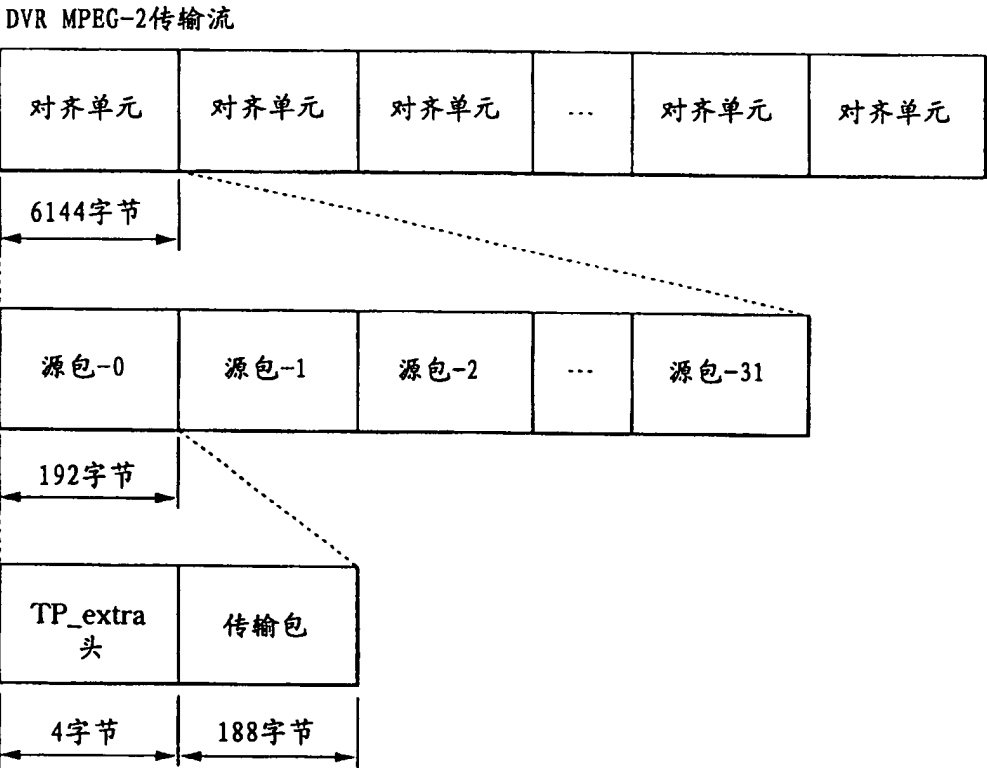 DVR MPEG-2传输流
对齐单元 对齐单元 对齐单元 ... 对齐单元 对齐单元
6144字节
源包-0 源包-1 源包-2 ... 源包-31
192字节
TP_extra 传输包
头
4字节 188字节